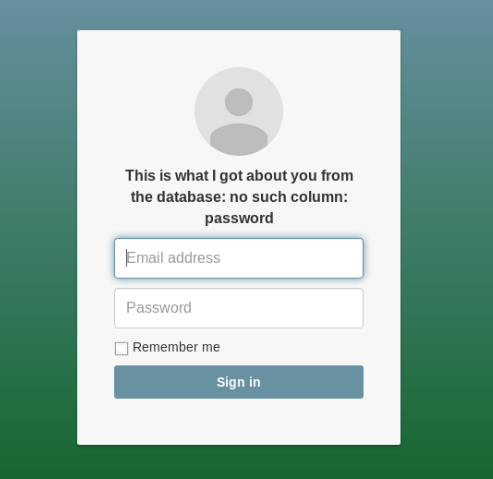 This is what I got about you from
the database: no such column:
password
Email address
Password
Remember me
Sign in